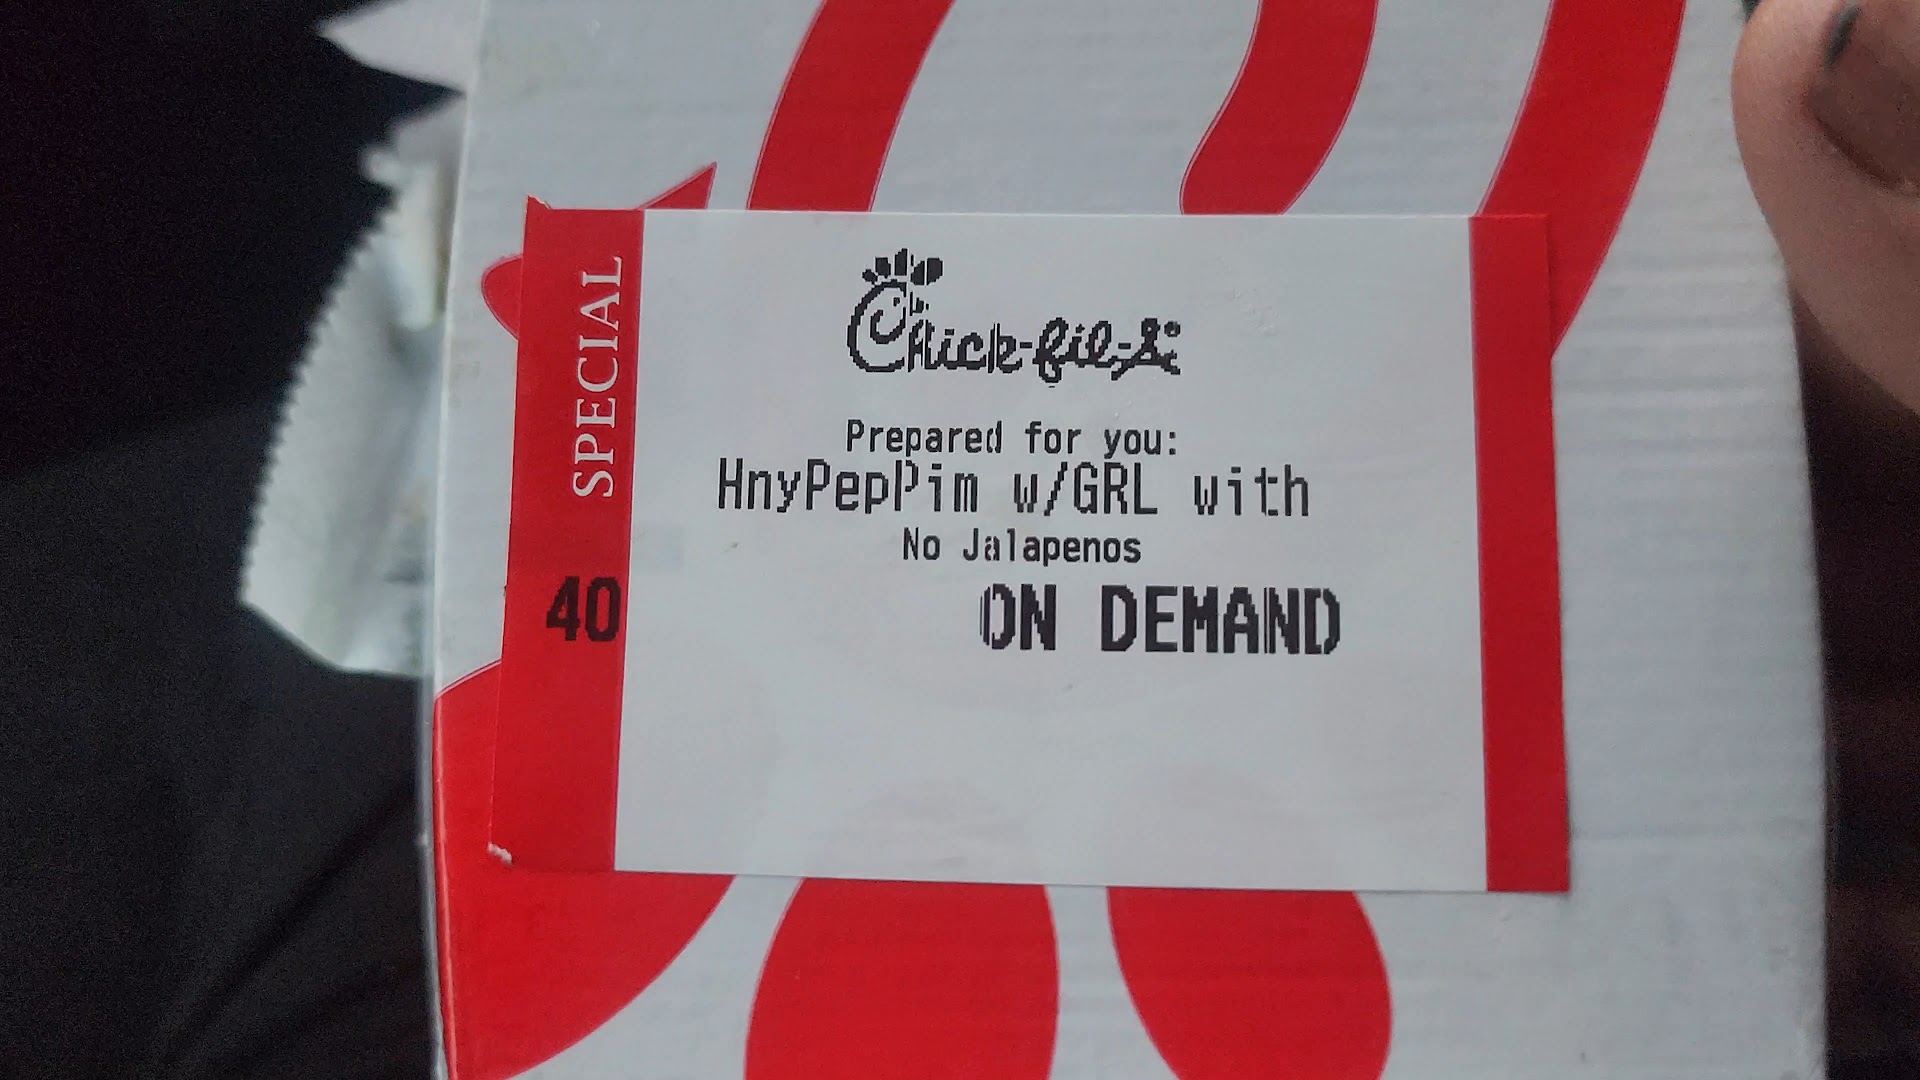 Chick-fil-A
Prepared for you:
HnyPepPim w/GRL with
No Jalapenos
ON DEMAND
SPECIAL
40